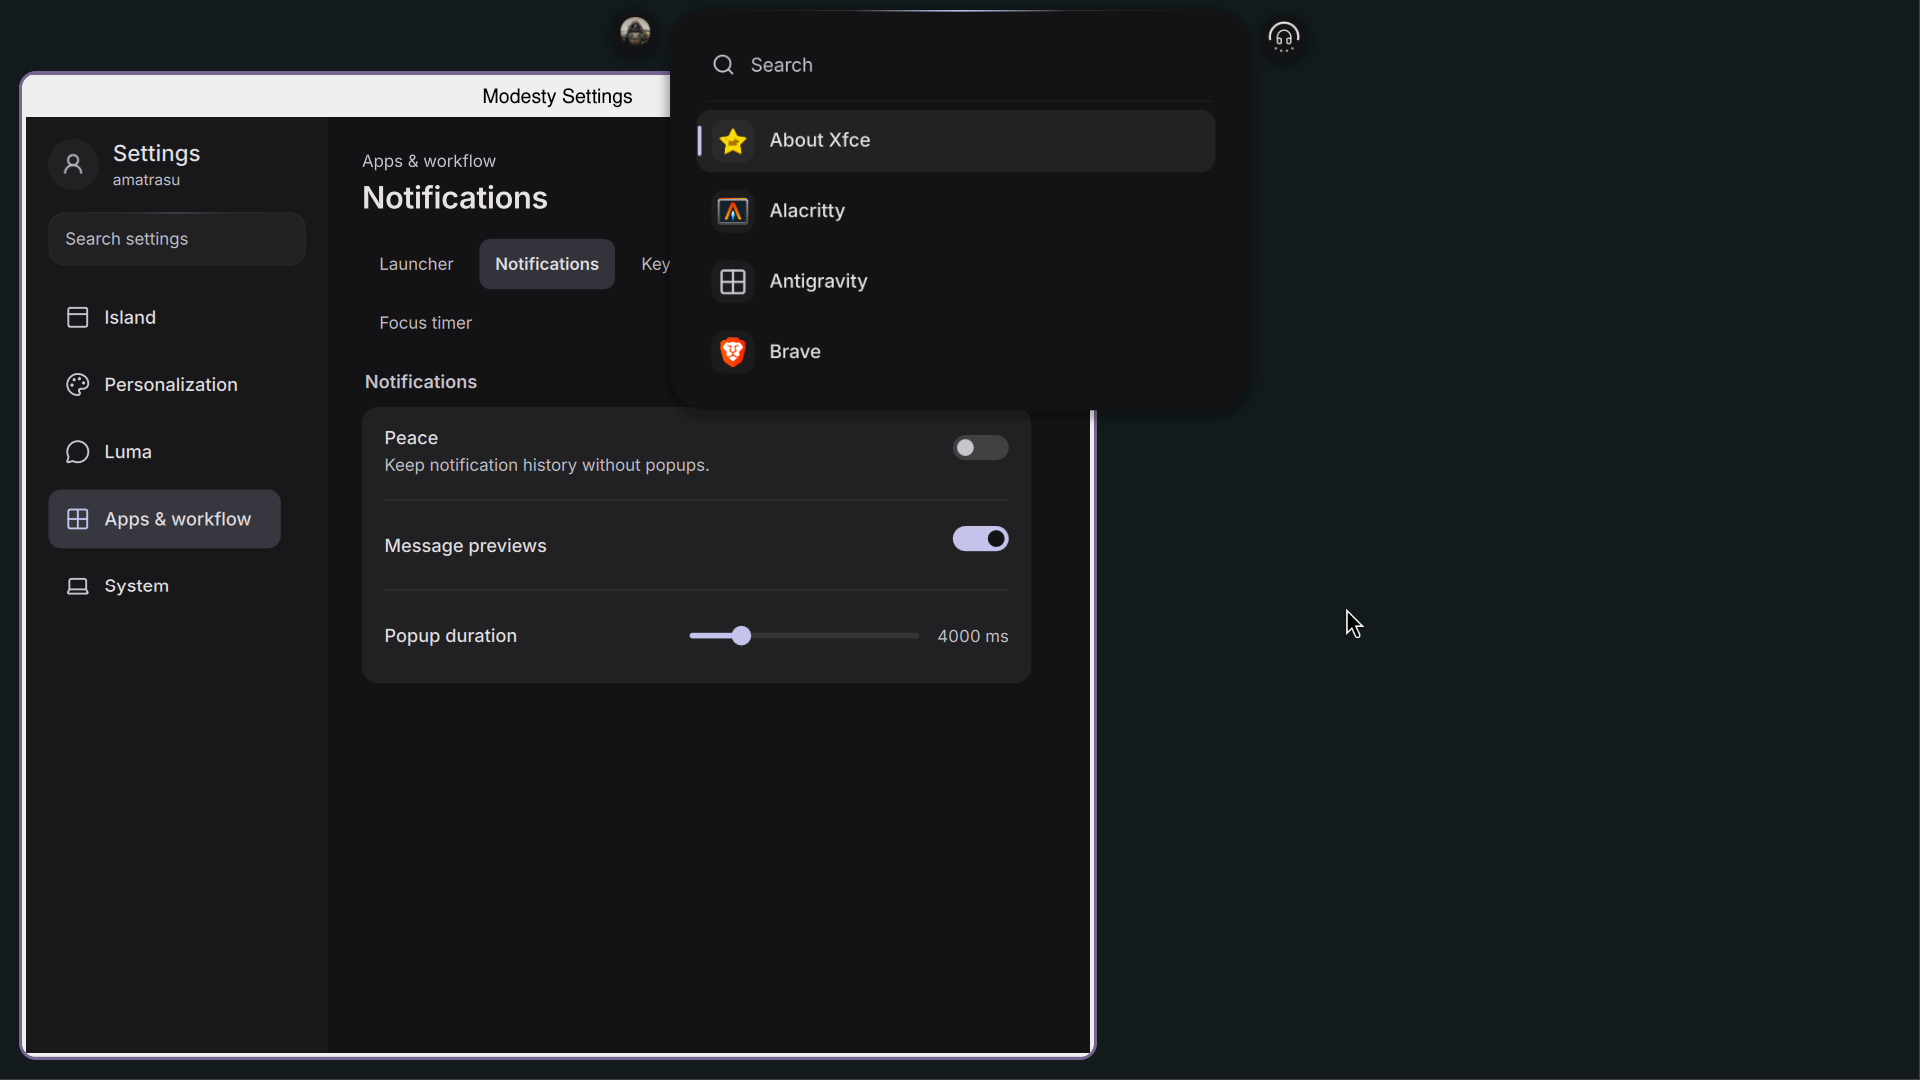 Search
Modesty Settings
Settings
amatrasu
Search settings
Island
Personalization
Luma
Apps & workflow
System
Apps & workflow
Notifications
Launcher
Notifications
Key
Focus timer
Notifications
Peace
Keep notification history without popups.
Message previews
Popup duration
4000 ms
About Xfce
Alacritty
Antigravity
Brave